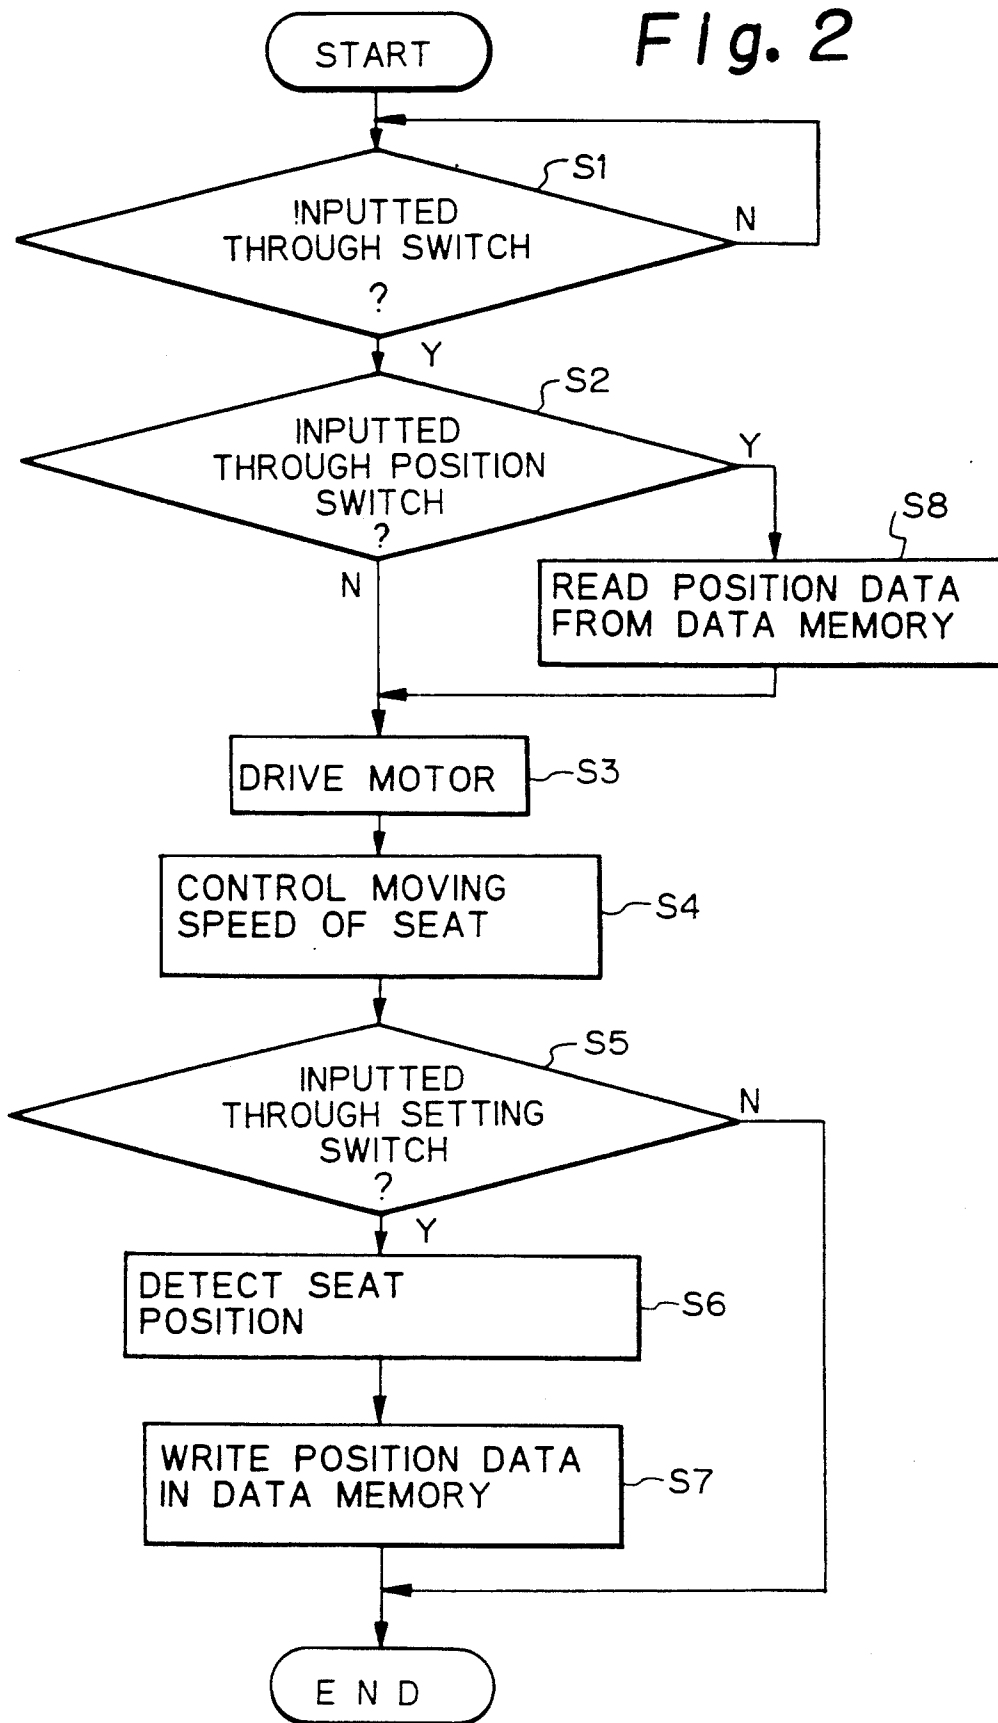 Fig. 2
START
S1
INPUTTED
THROUGH SWITCH
?
N
Y
S2
INPUTTED
THROUGH POSITION
SWITCH
?
Y
N
S8
READ POSITION DATA
FROM DATA MEMORY
DRIVE MOTOR
S3
CONTROL MOVING
SPEED OF SEAT
S4
S5
INPUTTED
THROUGH SETTING
SWITCH
?
N
Y
DETECT SEAT
POSITION
S6
WRITE POSITION DATA
IN DATA MEMORY
S7
END